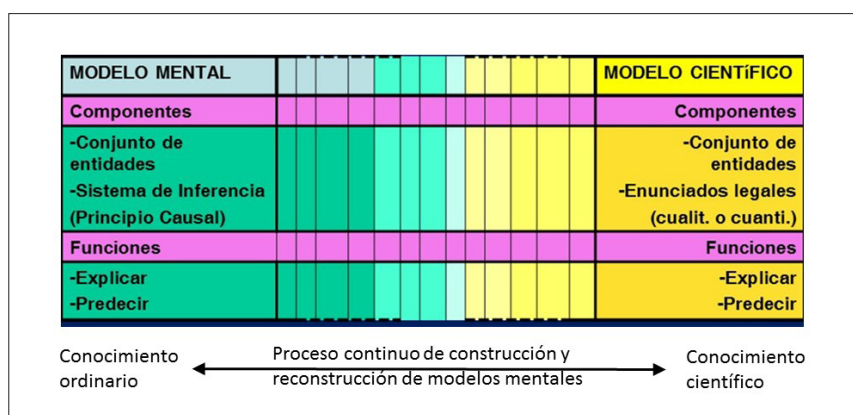 MODELO MENTAL
MODELO CIENTÍFICO
Componentes
Componentes
-Conjunto de
entidades
-Sistema de Inferencia
(Principio Causal)
-Conjunto de
entidades
-Enunciados legales
(cualit. o cuanti.)
Funciones
Funciones
-Explicar
-Predecir
-Explicar
-Predecir
Conocimiento
ordinario
Proceso continuo de construcción y
reconstrucción de modelos mentales
Conocimiento
científico